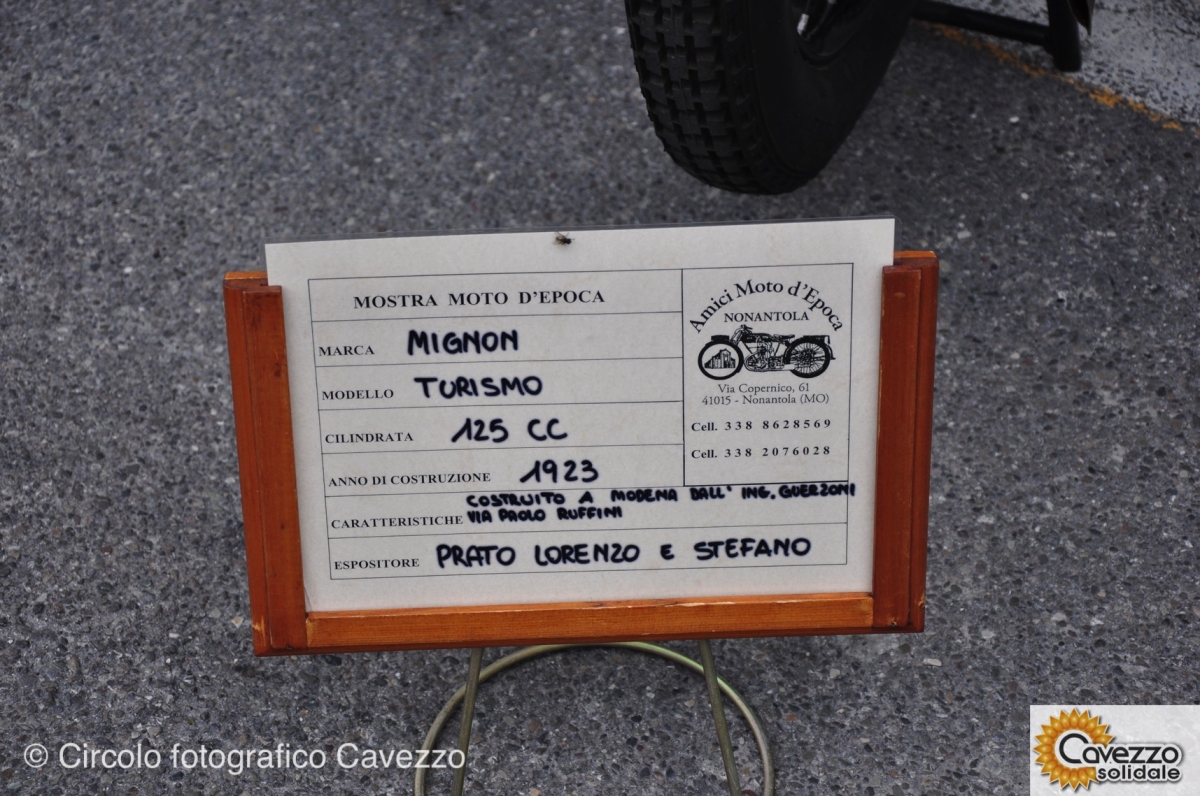 MOSTRA MOTO D'EPOCA
MARCA MIGNON
MODELLO TURISMO
CILINDRATA 125 CC
ANNO DI COSTRUZIONE 1923
CARATTERISTICHE COSTRUITO A MODENA DALL' ING. GUERZONI
VIA PAOLO RUFFINI
ESPOSITORE PRATO LORENZO E STEFANO
Amici Moto d'Epoca
NONANTOLA
Via Copernico, 61
41015 - Nonantola (MO)
Cell. 338 8628569
Cell. 338 2076028
© Circolo fotografico Cavezzo
Cavezzo
solidale